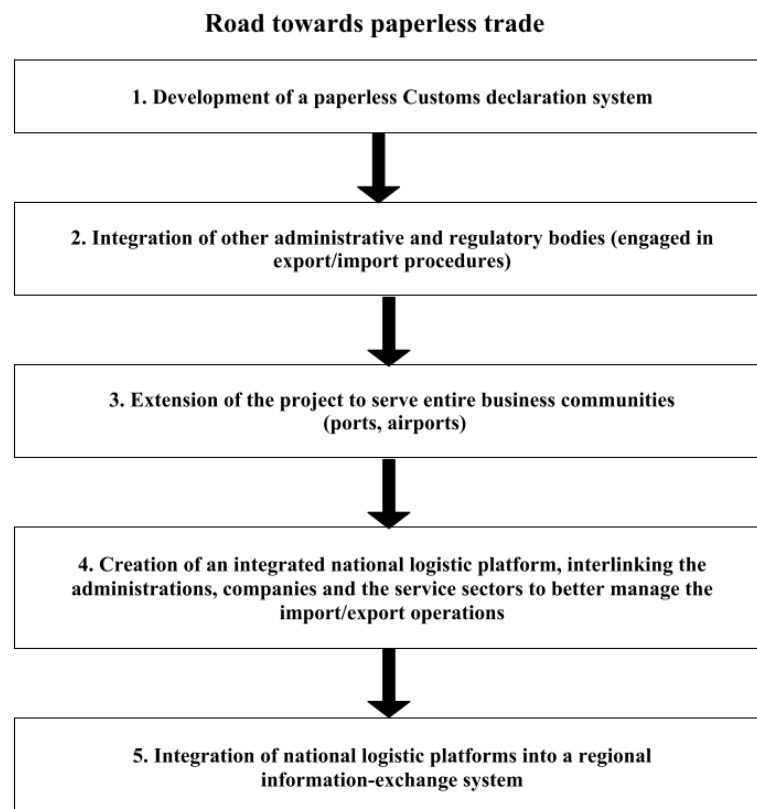 Road towards paperless trade
1. Development of a paperless Customs declaration system
2. Integration of other administrative and regulatory bodies (engaged in
export/import procedures)
3. Extension of the project to serve entire business communities
(ports, airports)
4. Creation of an integrated national logistic platform, interlinking the
administrations, companies and the service sectors to better manage the
import/export operations
5. Integration of national logistic platforms into a regional
information-exchange system